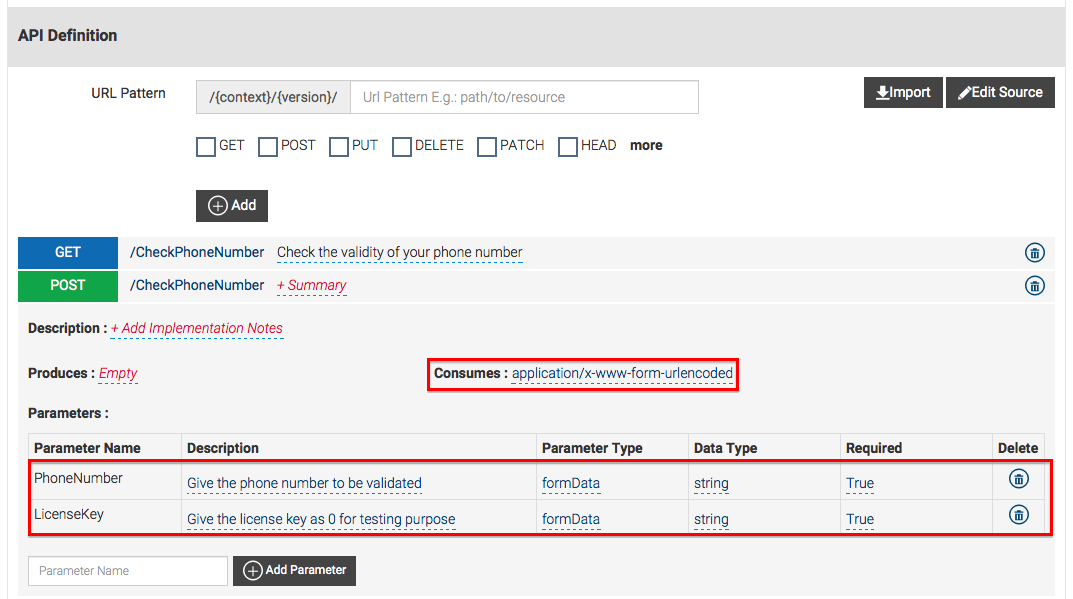 API Definition
URL Pattern /{context}/{version}/ Url Pattern E.g.: path/to/resource Import Edit Source
GET POST PUT DELETE PATCH HEAD more
Add
GET /CheckPhoneNumber Check the validity of your phone number
POST /CheckPhoneNumber + Summary
Description : + Add Implementation Notes
Produces : Empty Consumes : application/x-www-form-urlencoded
Parameters :
Parameter Name Description Parameter Type Data Type Required Delete
PhoneNumber Give the phone number to be validated formData string True
LicenseKey Give the license key as 0 for testing purpose formData string True
Parameter Name Add Parameter